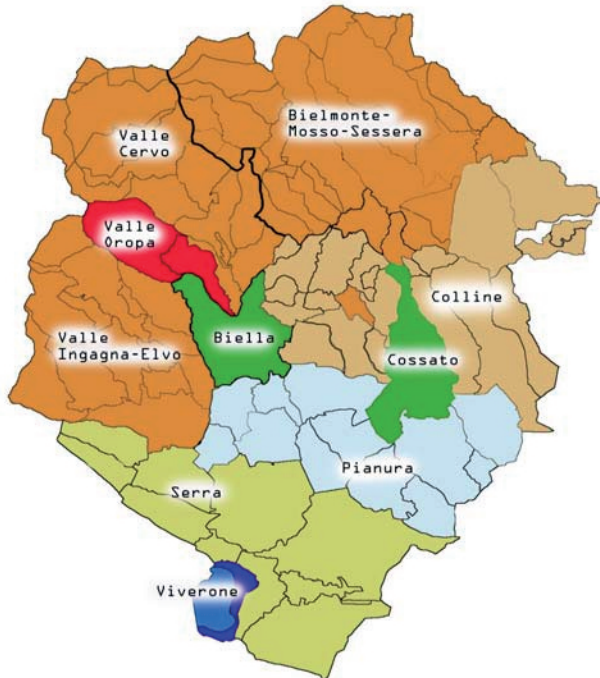 Valle
Cervo
Bielmonte-
Mosso-Sessera
Valle
Oropa
Colline
Valle
Ingagna-Elvo
Biella
Cossato
Pianura
Serra
Viverone